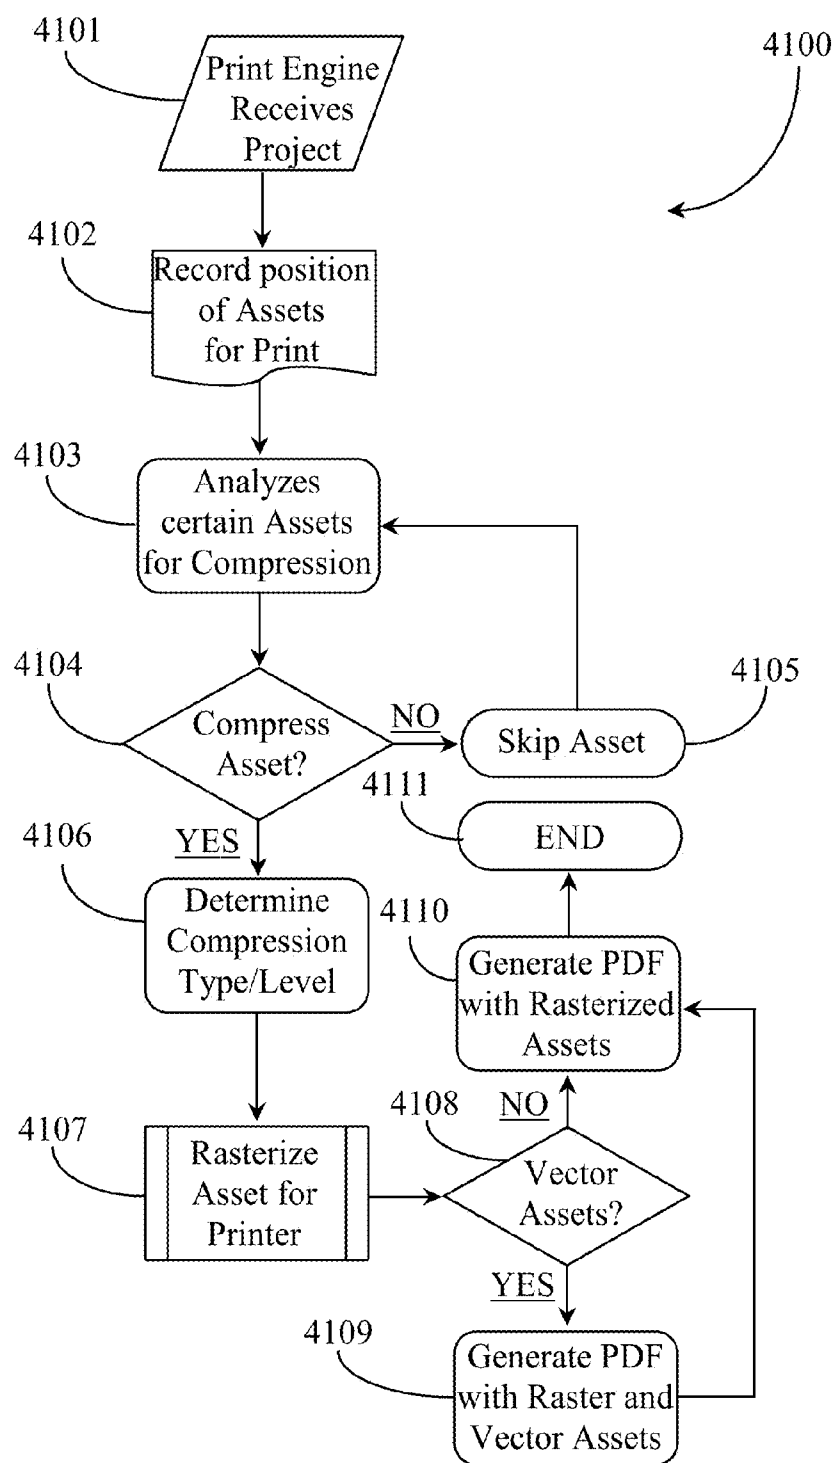 4101
4100
Print Engine
Receives
Project
4102
Record position
of Assets
for Print
4103
Analyzes
certain Assets
for Compression
4104
Compress
Asset?
NO
4105
Skip Asset
4111
END
4106
YES
Determine
Compression
Type/Level
4110
Generate PDF
with Rasterized
Assets
4107
Rasterize
Asset for
Printer
4108
NO
Vector
Assets?
YES
4109
Generate PDF
with Raster and
Vector Assets